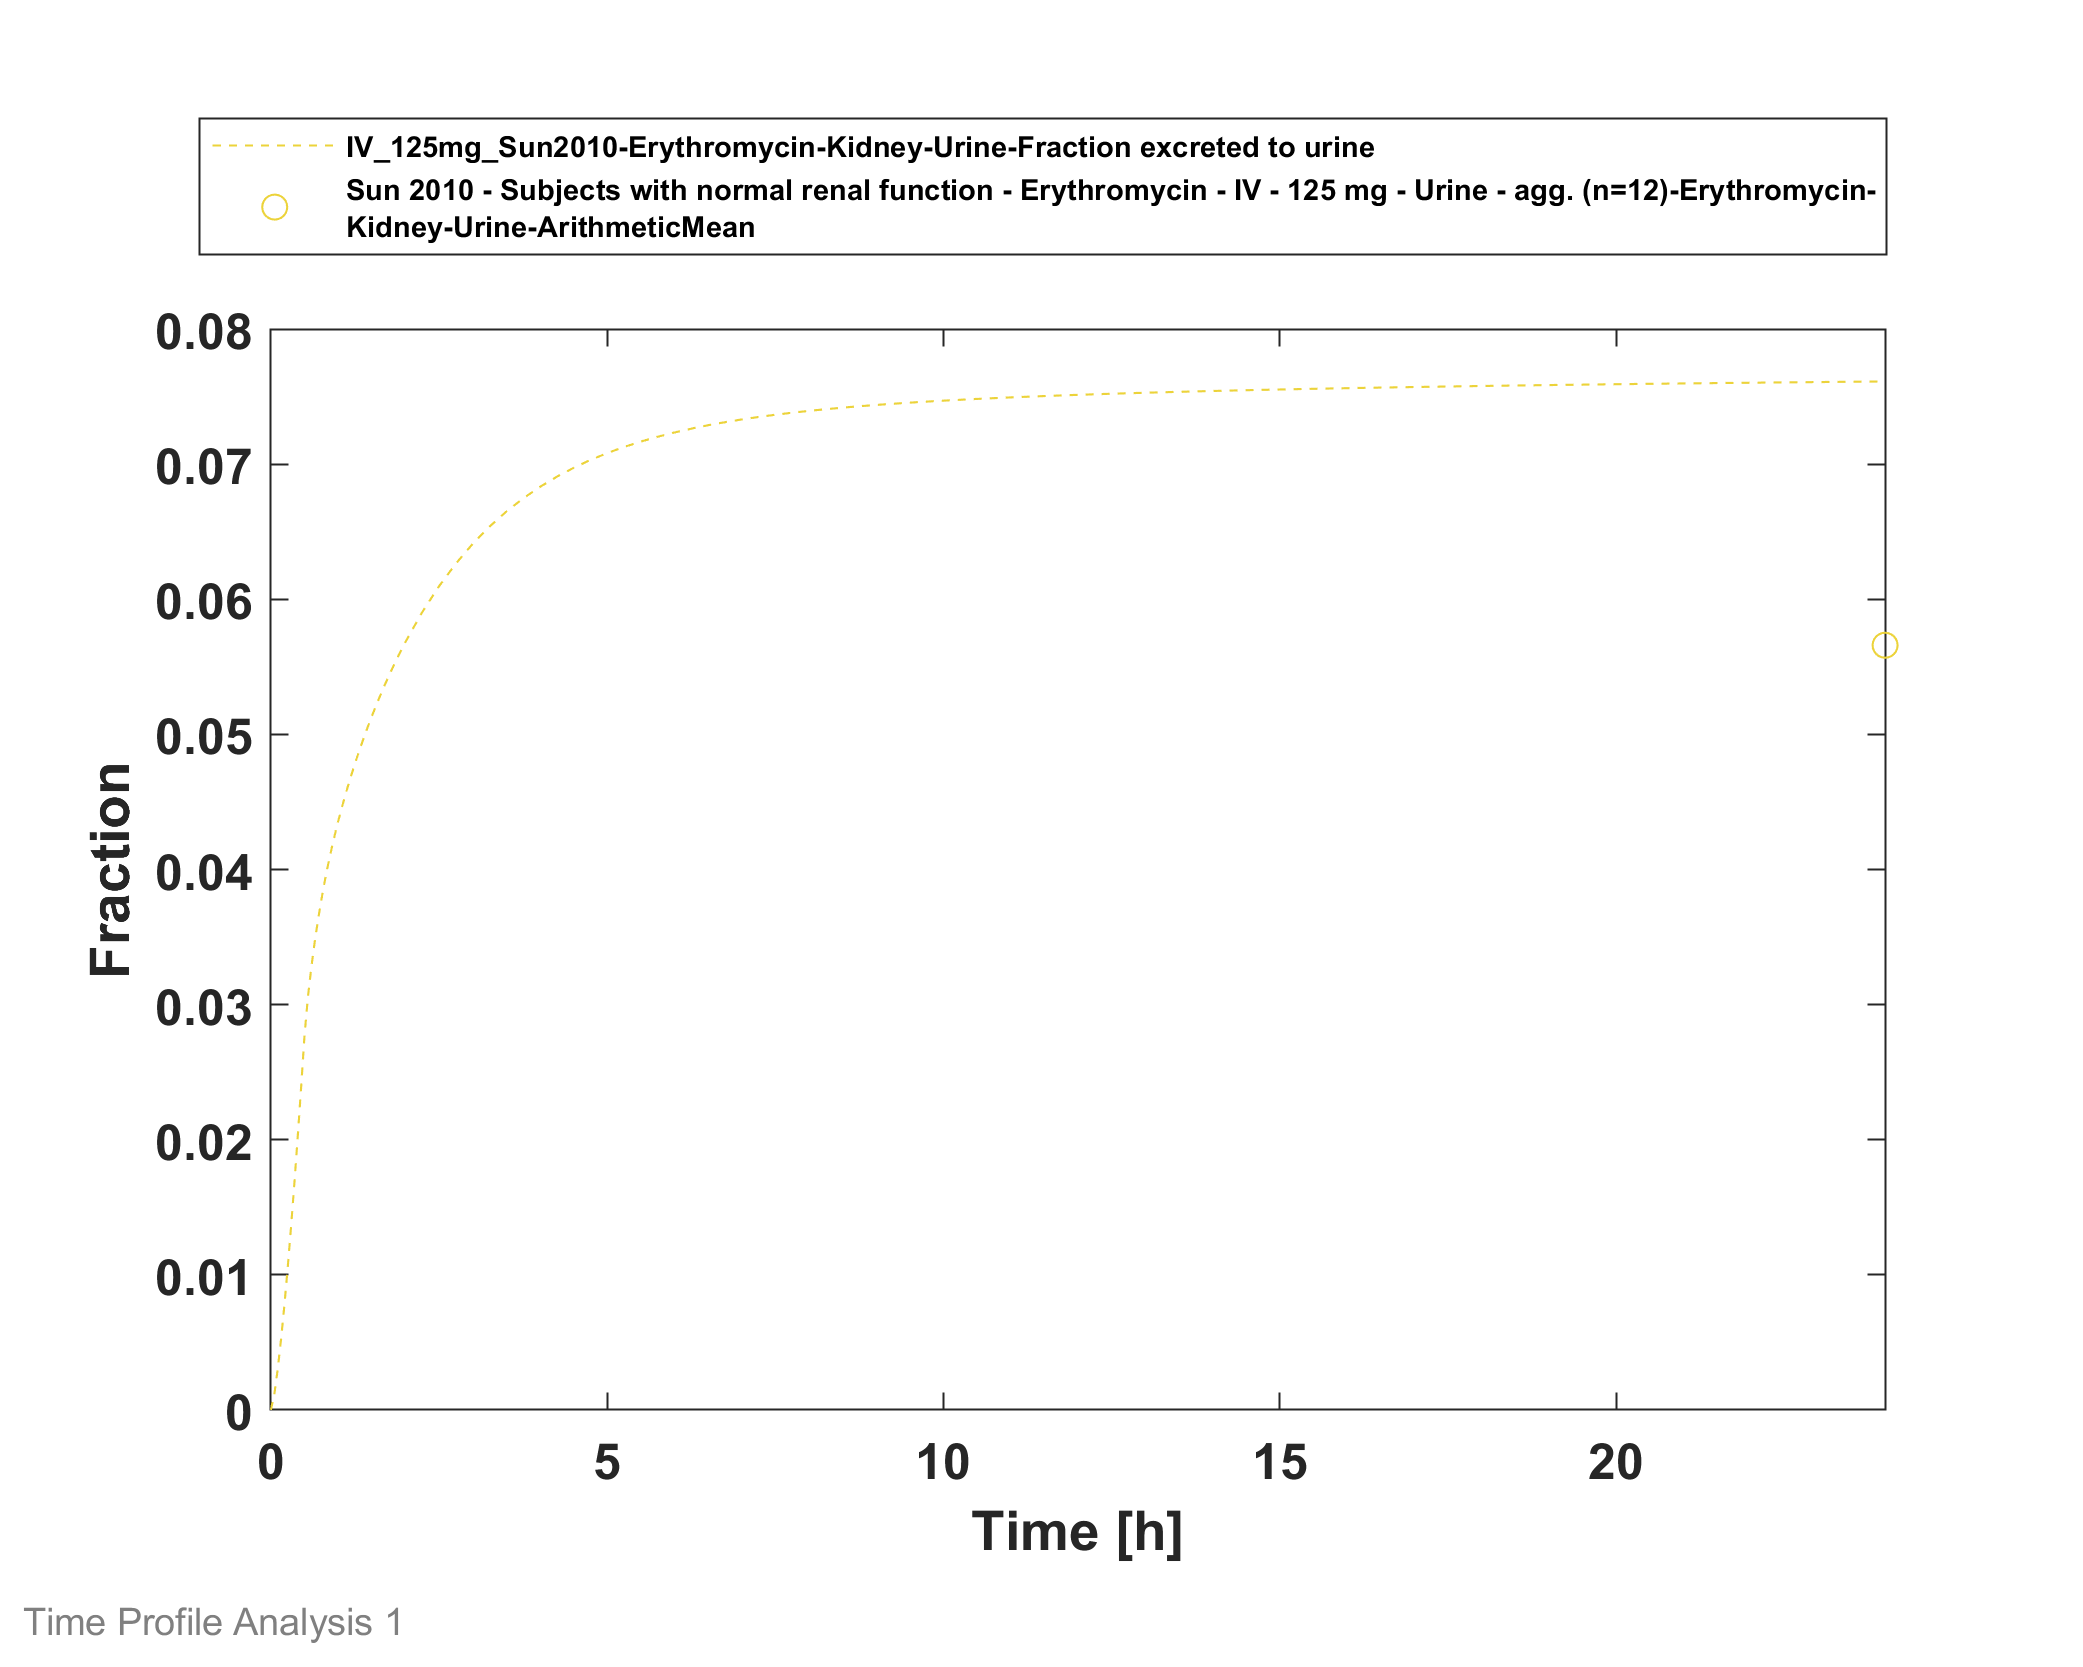 IV_125mg_Sun2010-Erythromycin-Kidney-Urine-Fraction excreted to urine
Sun 2010 - Subjects with normal renal function - Erythromycin - IV - 125 mg - Urine - agg. (n=12)-Erythromycin-
Kidney-Urine-ArithmeticMean
0.08
0.07
0.06
0.05
0.04
0.03
0.02
0.01
0
Fraction
0 5 10 15 20
Time [h]
Time Profile Analysis 1